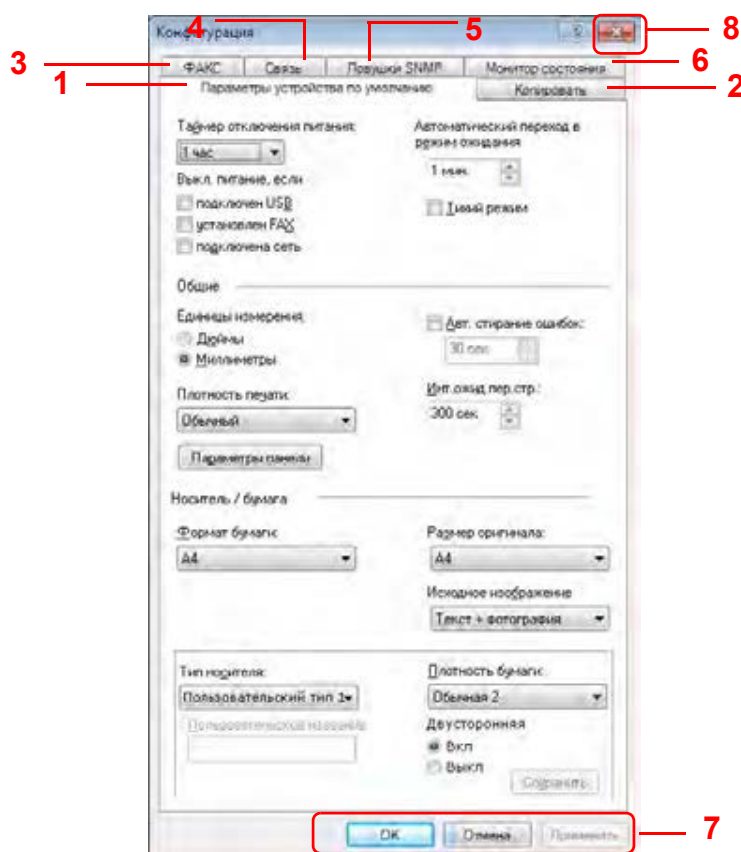 Конфигурация
8
4
5
3
ФАКС
Связь
Ловушки SNMP
Монитор состояния
6
1
Параметры устройства по умолчанию
Копировать
2
Таймер отключения питания:
Автоматический переход в
режим ожидания
1 час
1 мин.
Выкл. питание, если
подключен USB
Тихий режим
установлен FAX
подключена сеть
Общие
Единицы измерения:
Авт. стирание ошибок:
Дюймы
30 сек.
Миллиметры
Плотность печати:
Инт.ожид.пер.стр.:
Обычный
300 сек.
Параметры панели
Носитель / бумага
Формат бумаги:
Размер оригинала:
A4
A4
Исходное изображение
Текст + фотография
Тип носителя:
Плотность бумаги:
Пользовательский тип 1
Обычная 2
Пользовательское название
Двусторонняя
Вкл
Выкл
Сохранить
OK
Отмена
Применить
7